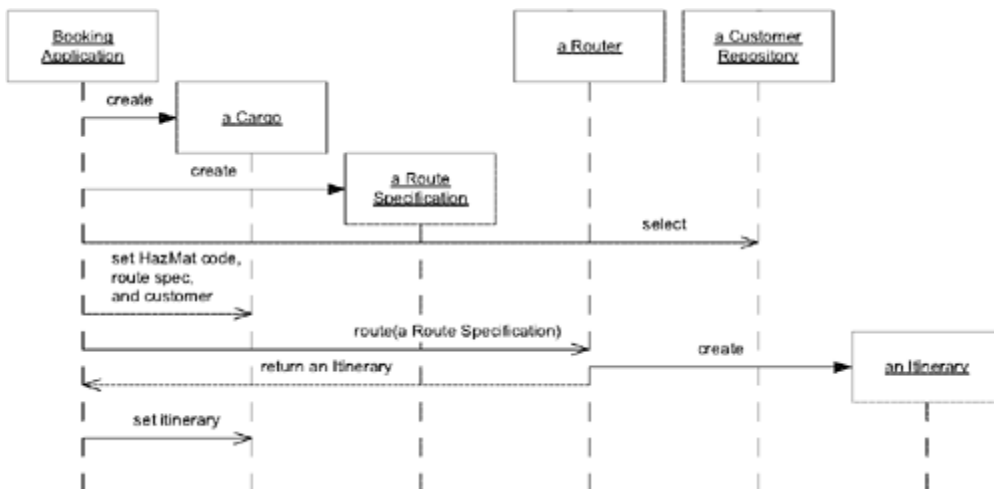 Booking
Application
a Router
a Customer
Repository
create
a Cargo
create
a Route
Specification
select
set HazMat code,
route spec,
and customer
route(a Route Specification)
create
return an Itinerary
an Itinerary
set itinerary